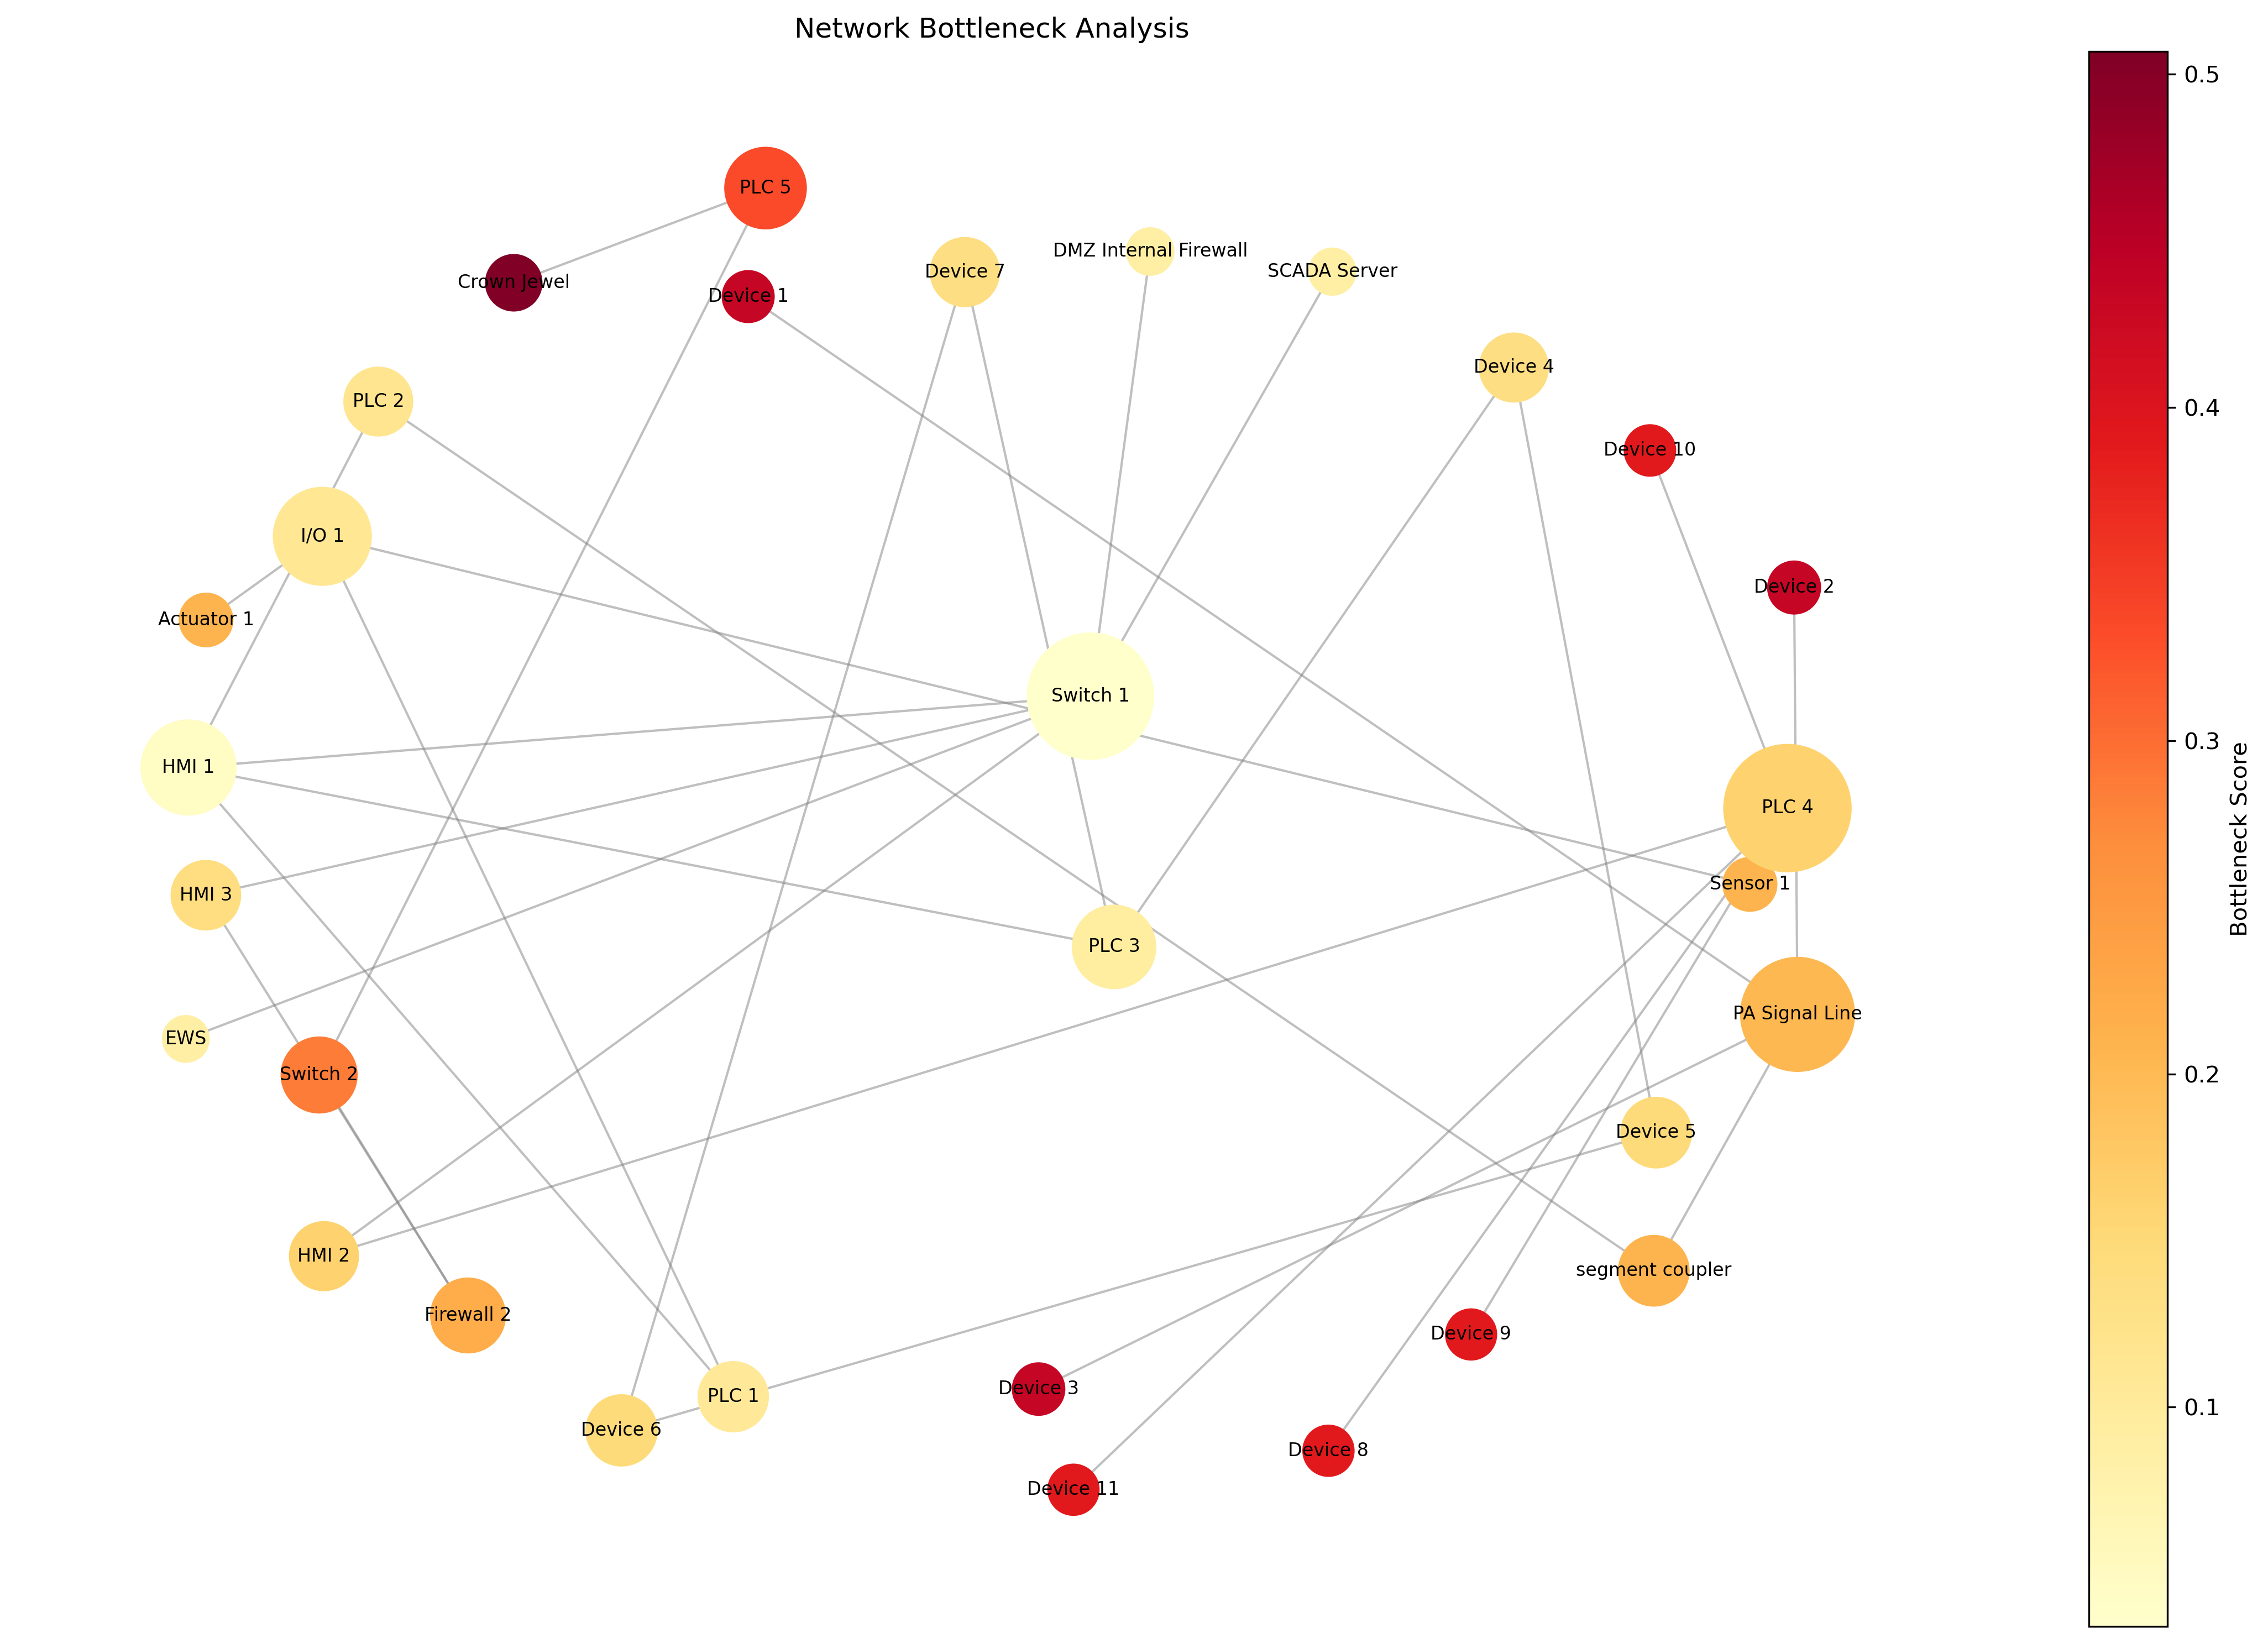 Network Bottleneck Analysis
PLC 5
Crown Jewel
Device 1
Device 7
DMZ Internal Firewall
SCADA Server
Device 4
PLC 2
Device 10
I/O 1
Device 2
Actuator 1
Switch 1
HMI 1
PLC 4
Sensor 1
HMI 3
PLC 3
PA Signal Line
EWS
Switch 2
Device 5
HMI 2
segment coupler
Firewall 2
Device 9
Device 3
PLC 1
Device 6
Device 8
Device 11
0.5
0.4
0.3
0.2
0.1
Bottleneck Score